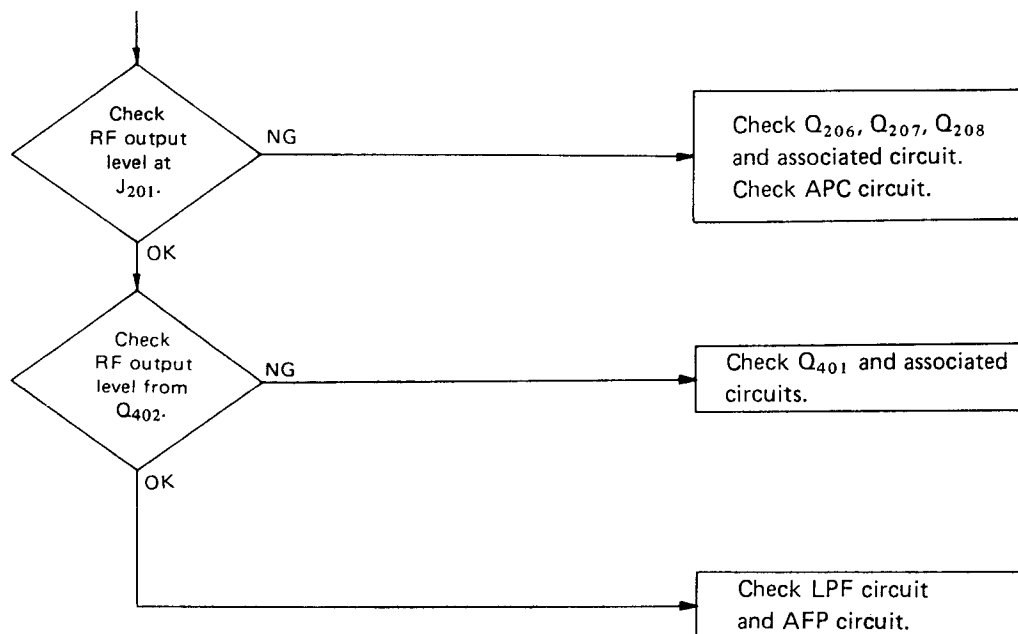 Check
RF output
level at
J201.
NG
Check Q206, Q207, Q208
and associated circuit.
Check APC circuit.
OK
Check
RF output
level from
Q402.
NG
Check Q401 and associated
circuits.
OK
Check LPF circuit
and AFP circuit.